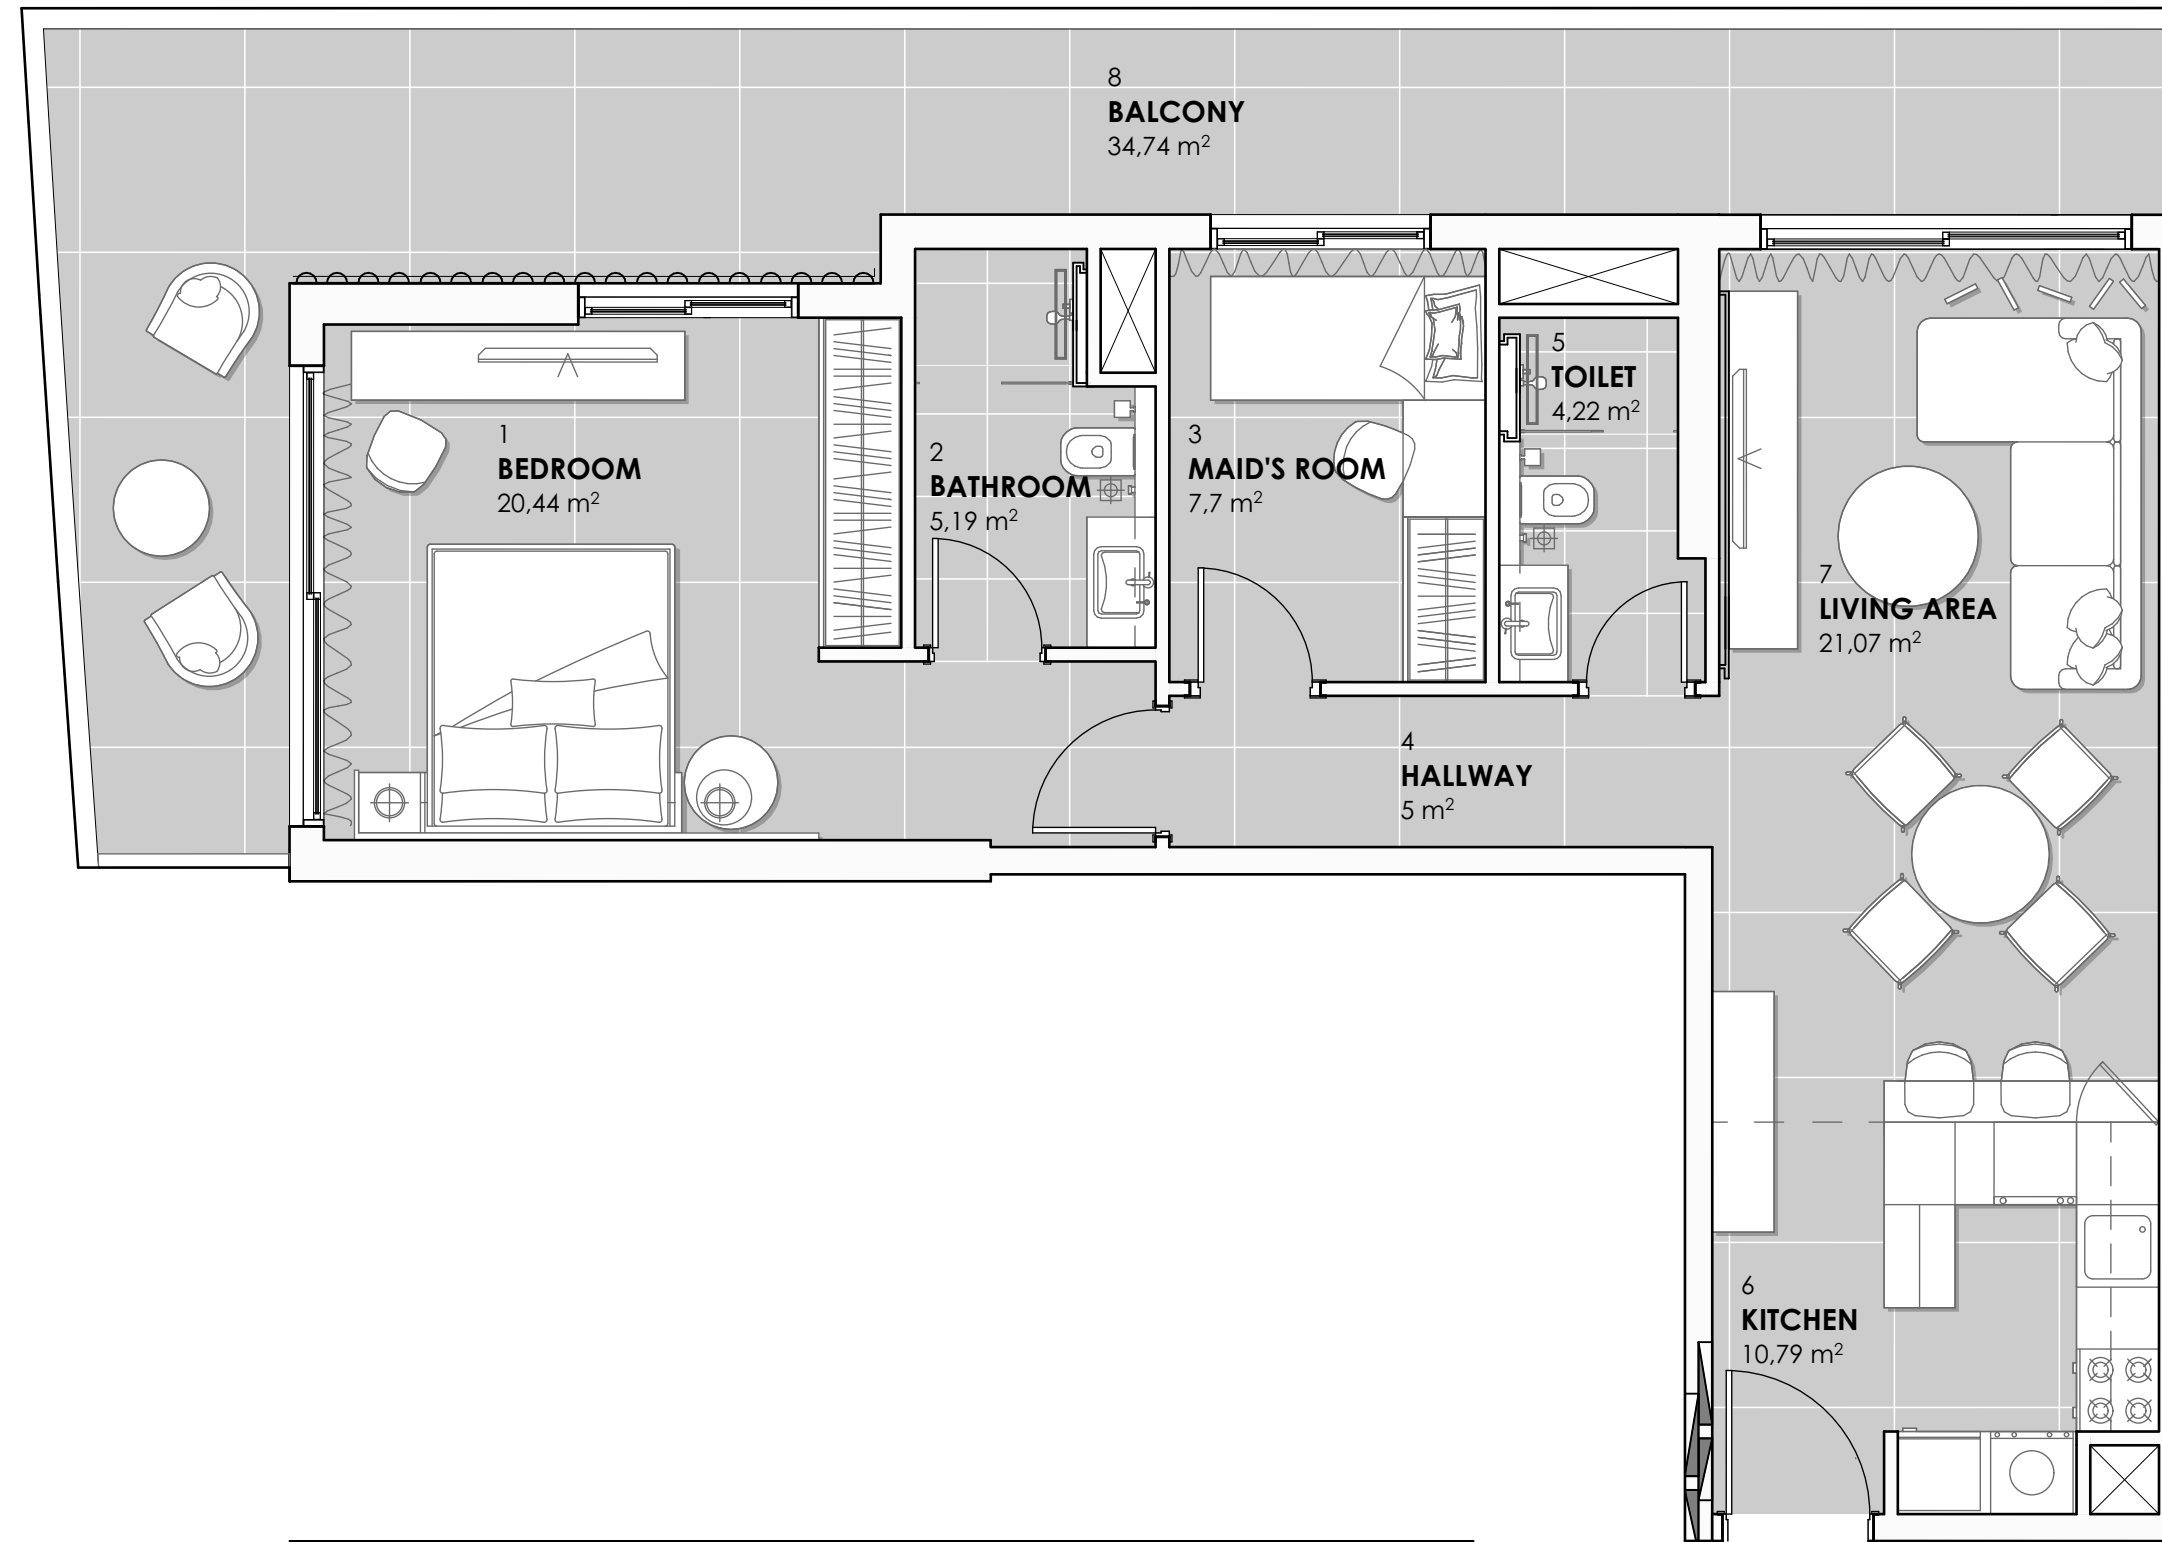 8
BALCONY
34,74 m²
1
BEDROOM
20,44 m²
2
BATHROOM
5,19 m²
3
MAID'S ROOM
7,7 m²
5
TOILET
4,22 m²
7
LIVING AREA
21,07 m²
4
HALLWAY
5 m²
6
KITCHEN
10,79 m²